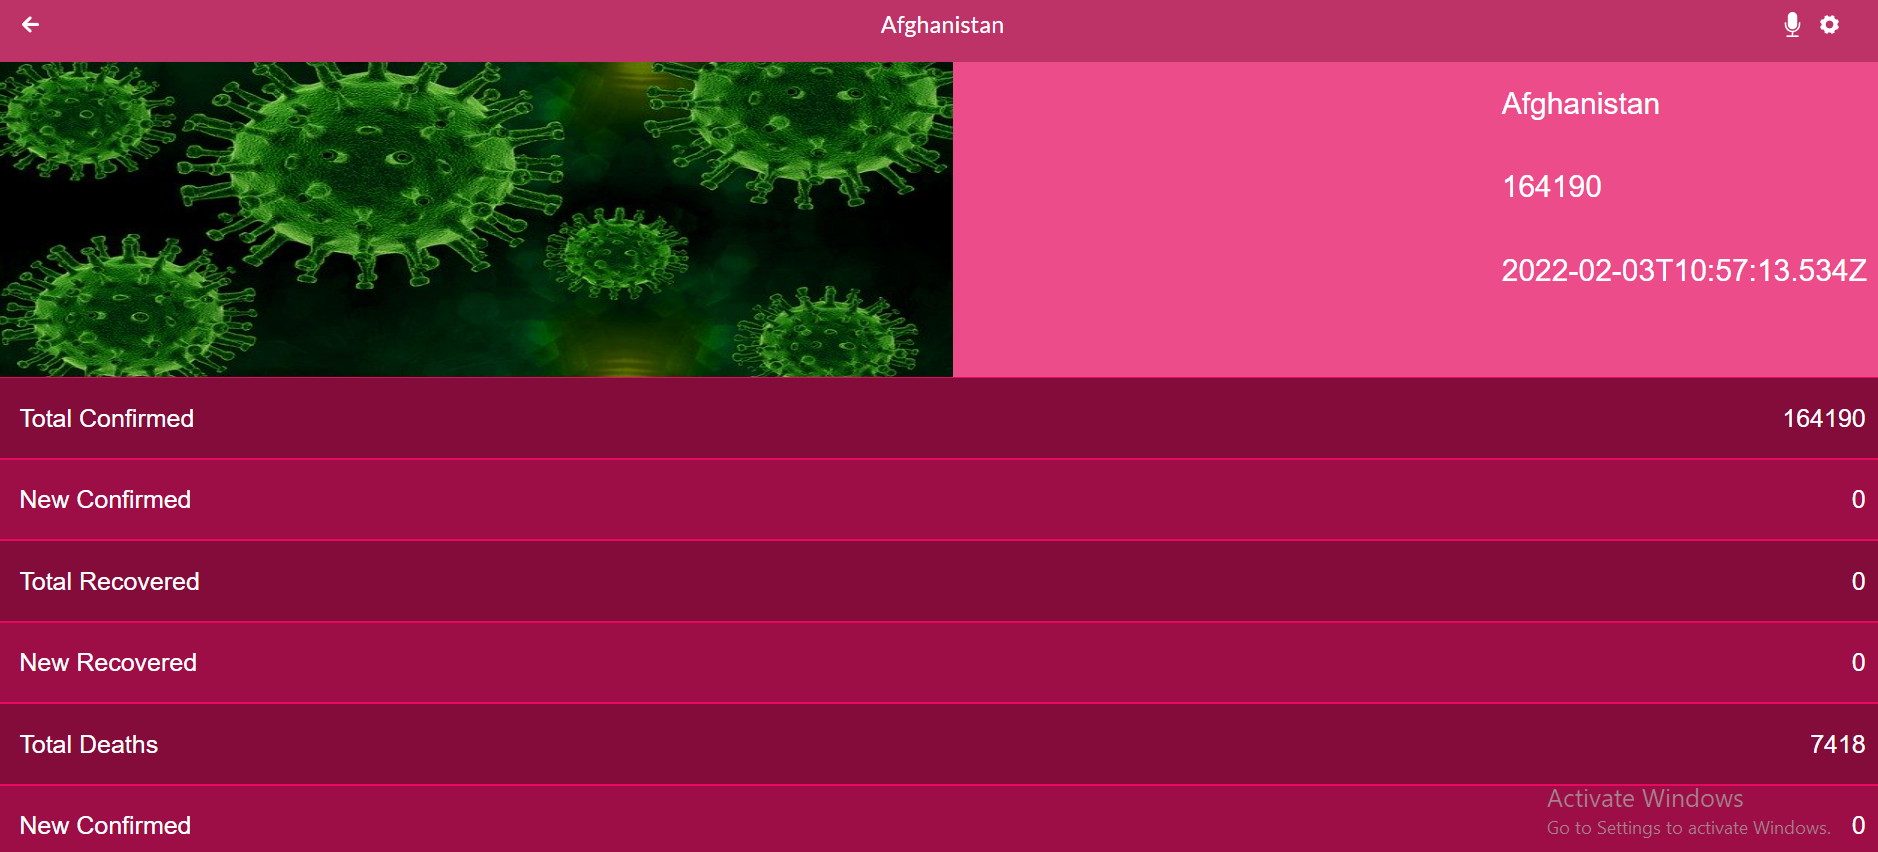 Afghanistan
Afghanistan
164190
2022-02-03T10:57:13.534Z
Total Confirmed 164190
New Confirmed 0
Total Recovered 0
New Recovered 0
Total Deaths 7418
Activate Windows
Go to Settings to activate Windows.
New Confirmed 0